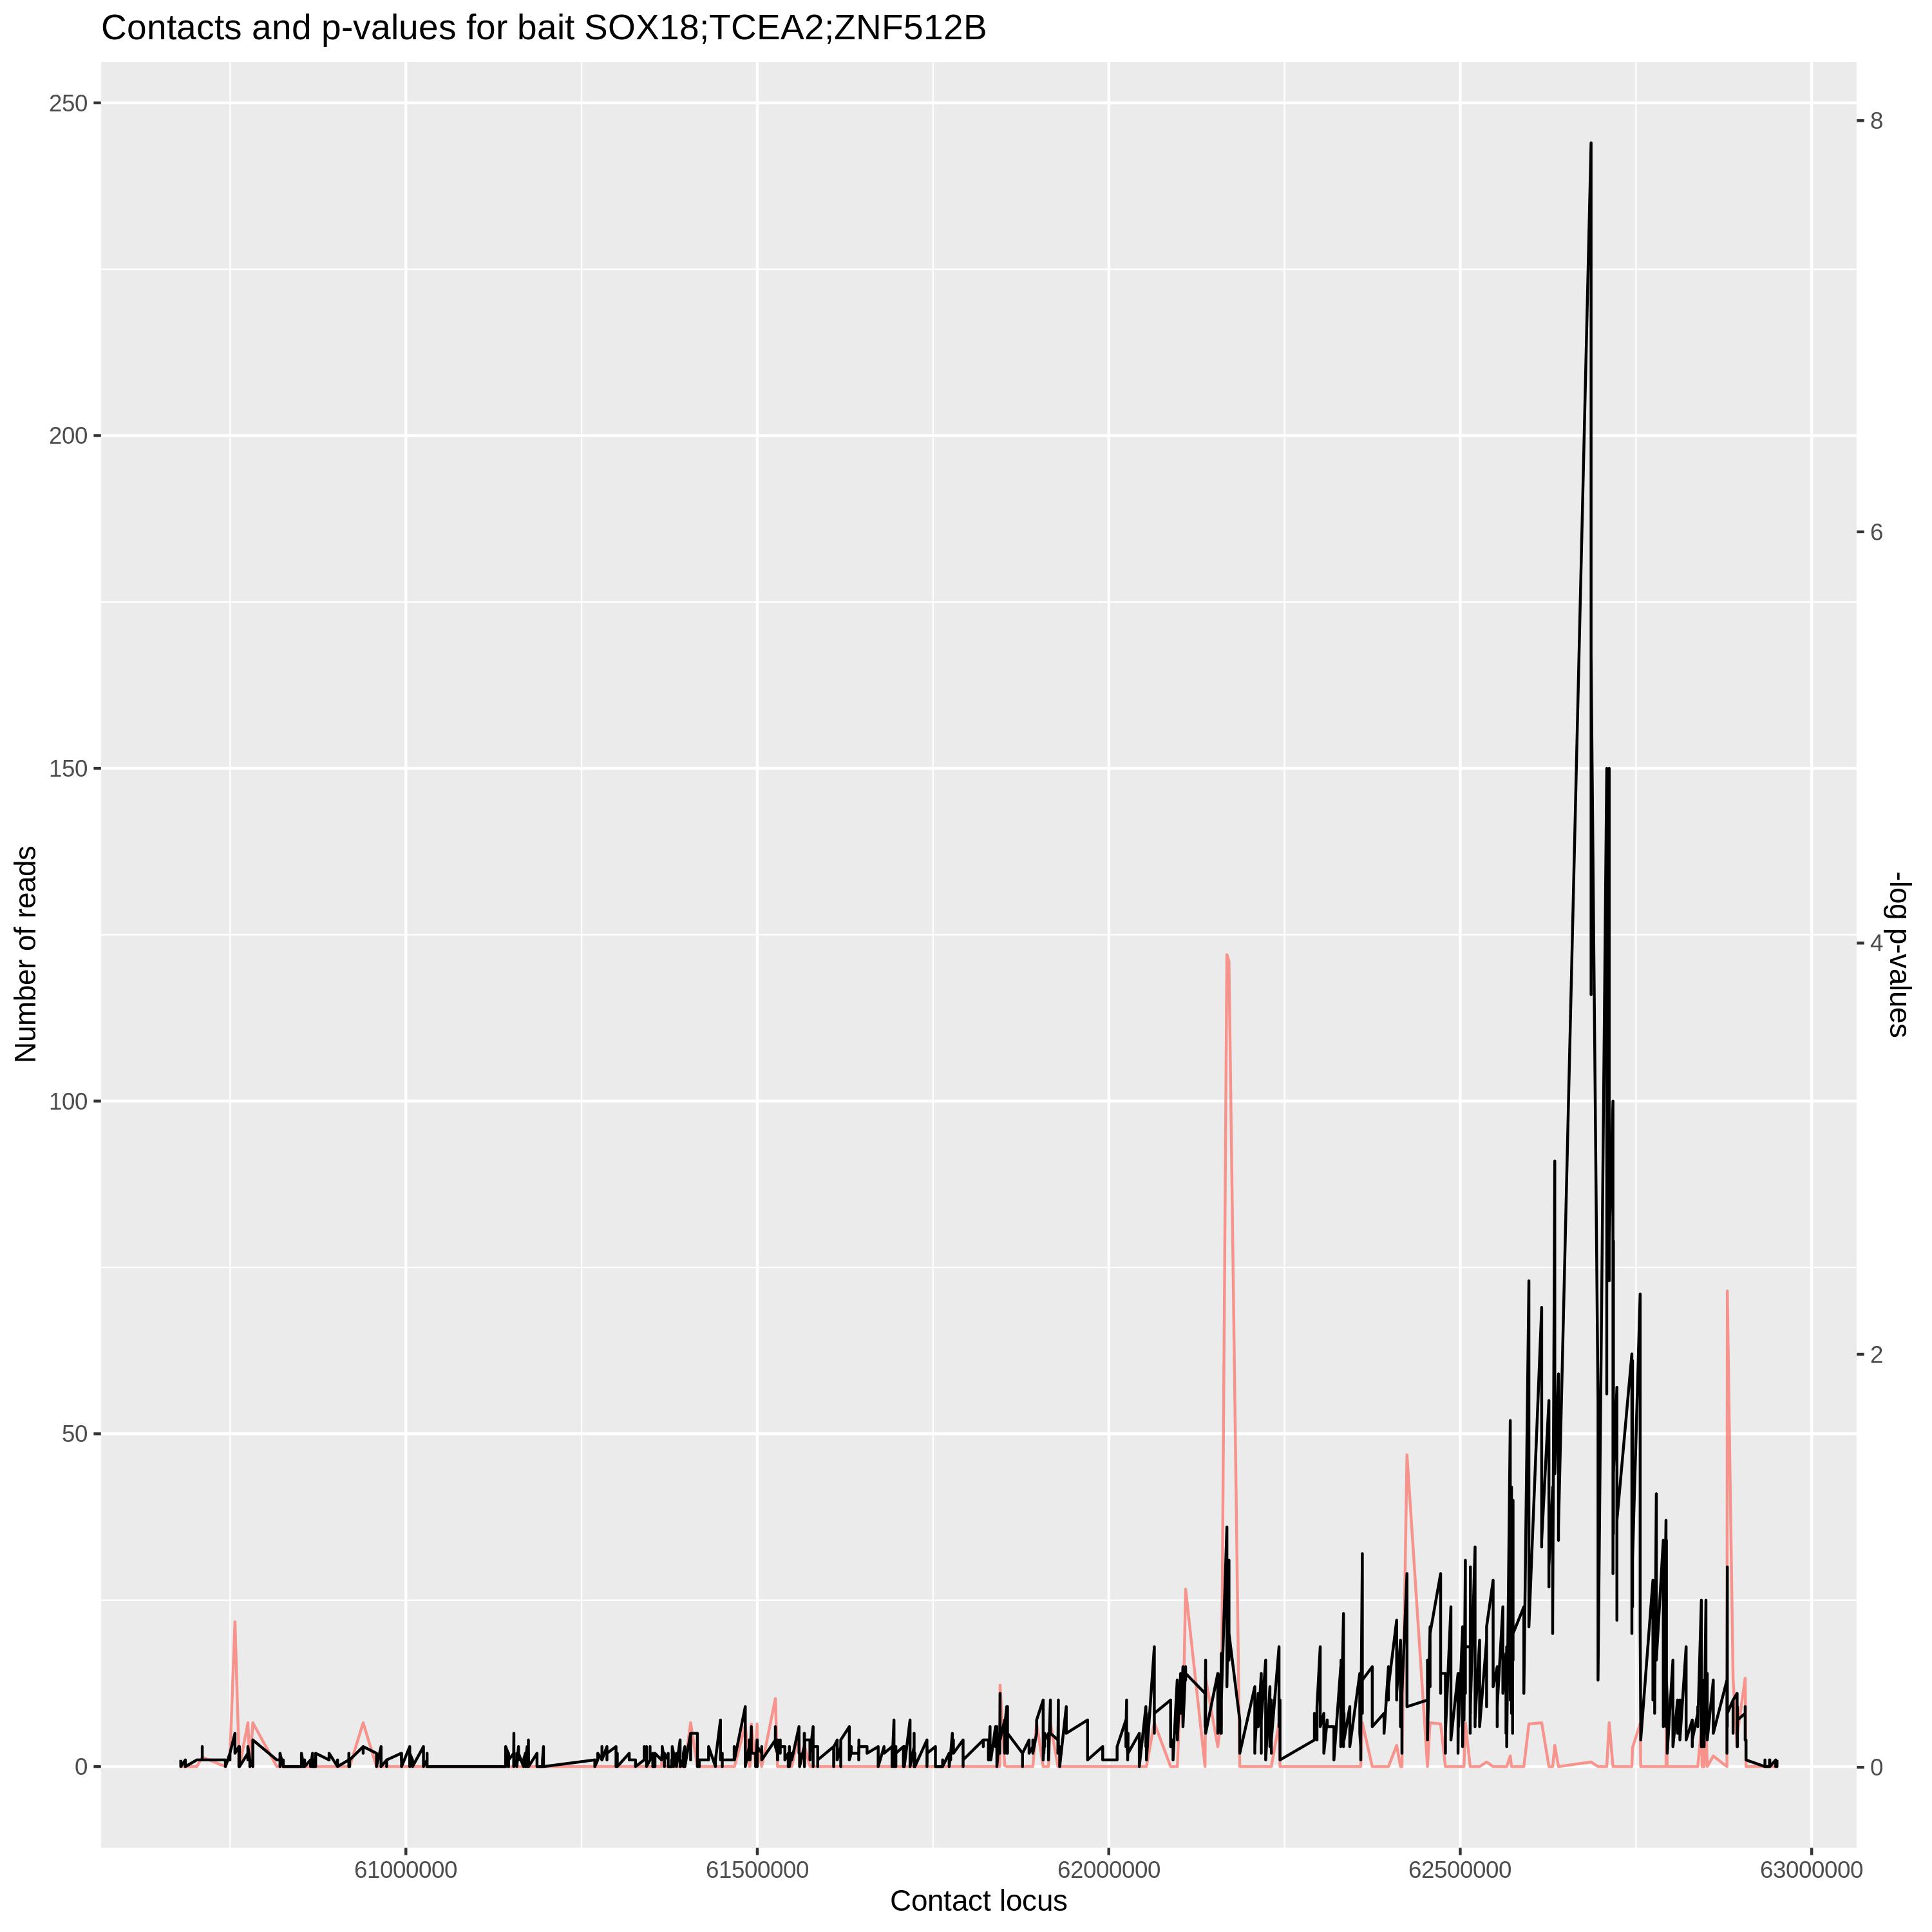 Contacts and p-values for bait SOX18;TCEA2;ZNF512B
250
200
150
100
50
0
Number of reads
8
6
4
2
0
-log p-values
61000000 61500000 62000000 62500000 63000000
Contact locus